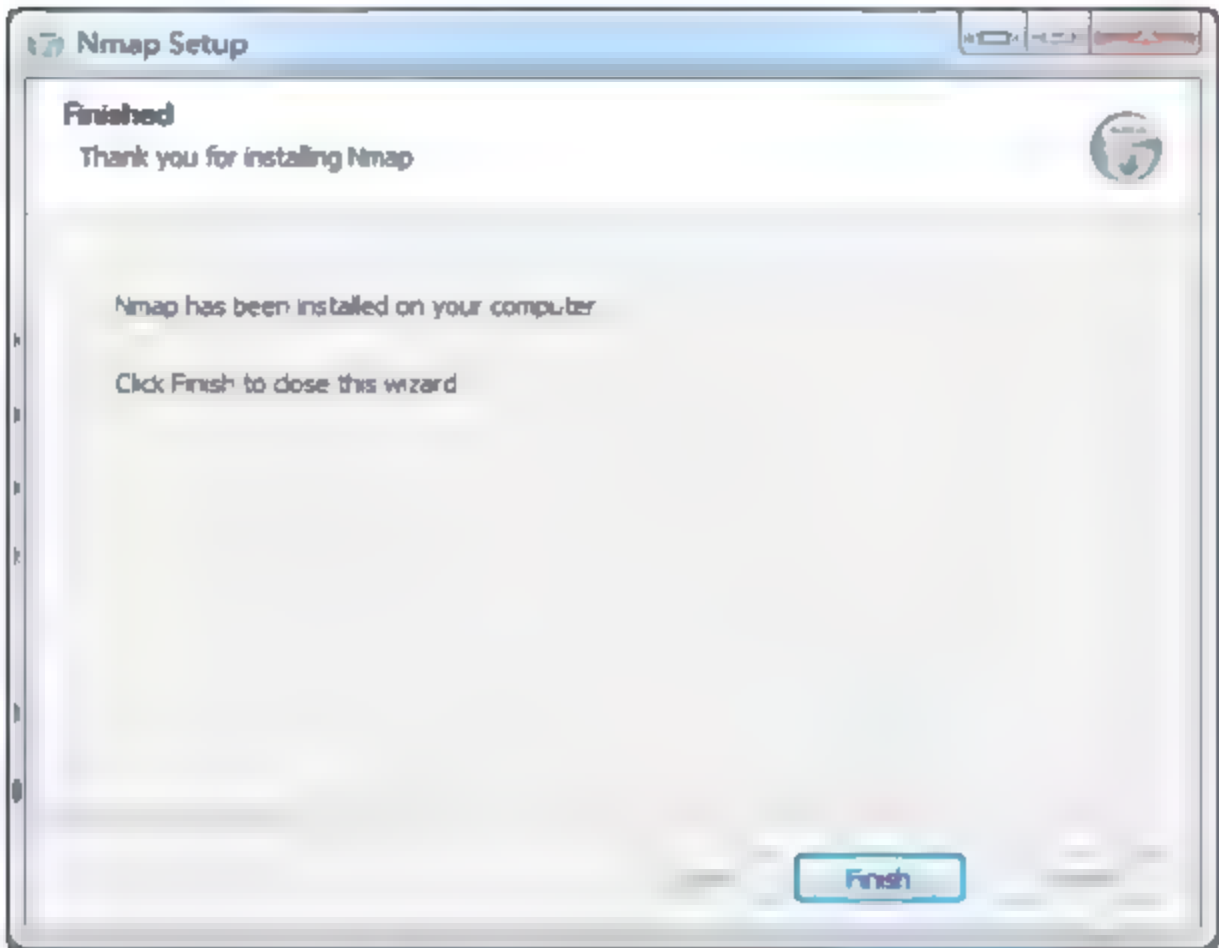 Nmap Setup
Finished
Thank you for installing Nmap
Nmap has been installed on your computer
Click Finish to close this wizard
Finish